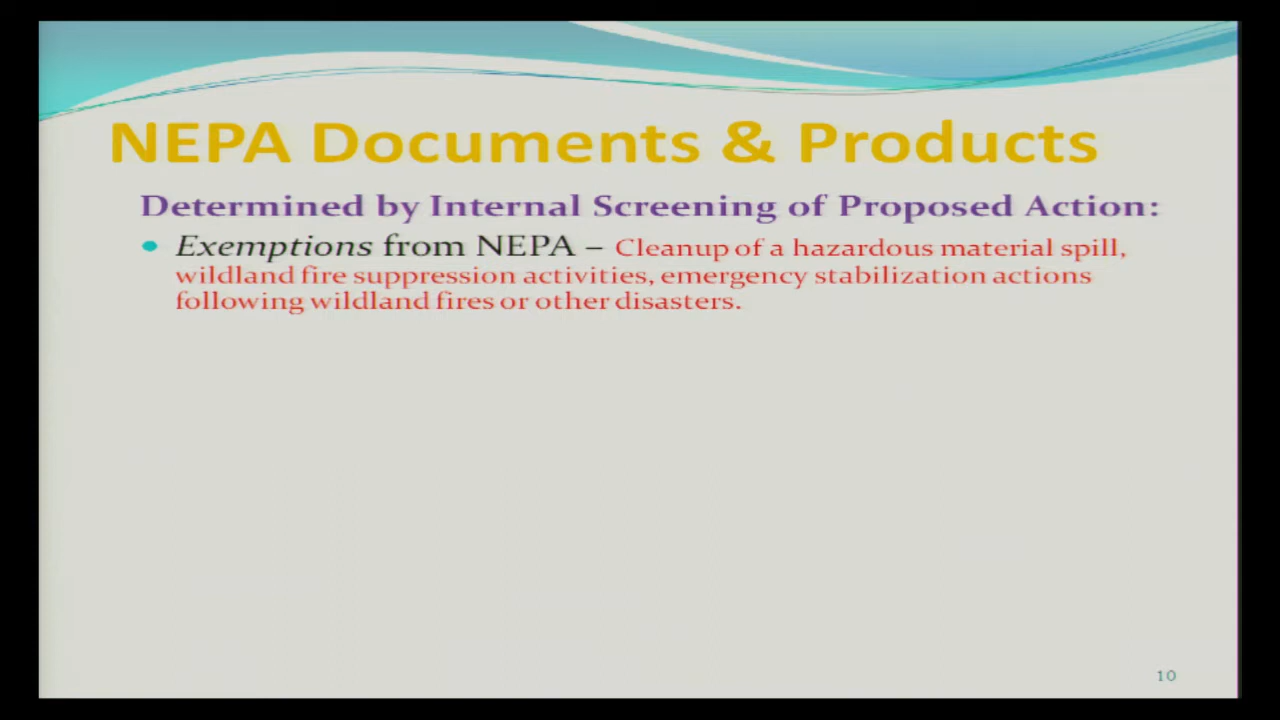 NEPA Documents & Products
Determined by Internal Screening of Proposed Action:
• Exemptions from NEPA – Cleanup of a hazardous material spill,
wildland fire suppression activities, emergency stabilization actions
following wildland fires or other disasters.
10